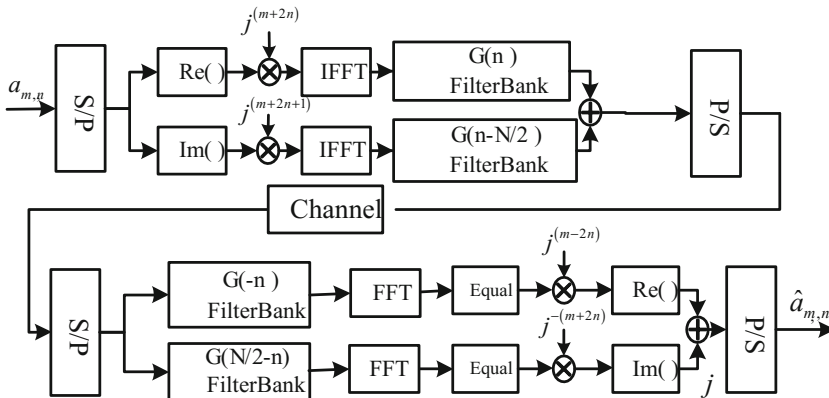 a_{m,n}
S/P
Re( )
j^{(m+2n)}
IFFT
G(n )
FilterBank
Im( )
j^{(m+2n+1)}
IFFT
G(n-N/2 )
FilterBank
P/S
Channel
S/P
G(-n )
FilterBank
FFT
Equal
j^{(m-2n)}
Re( )
G(N/2-n)
FilterBank
FFT
Equal
j^{-(m+2n)}
Im( )
j
P/S
\hat{a}_{m,n}